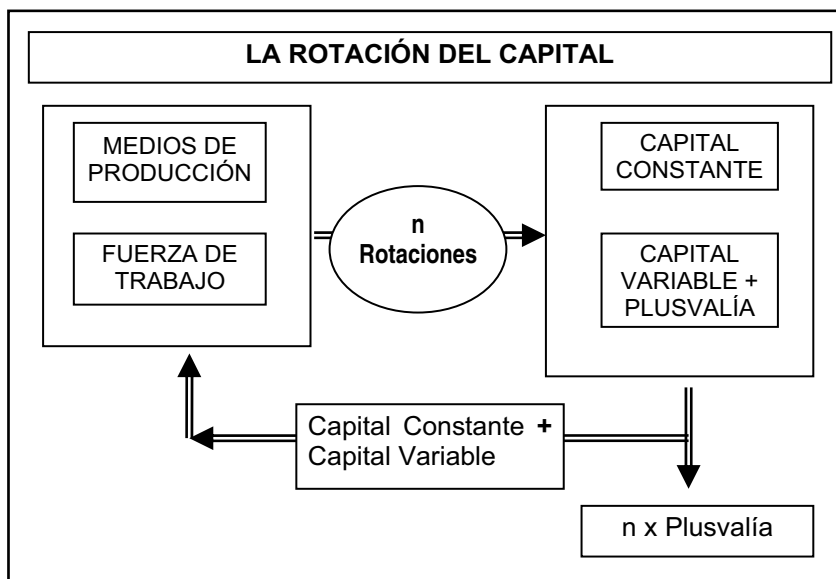 LA ROTACIÓN DEL CAPITAL
MEDIOS DE
PRODUCCIÓN
FUERZA DE
TRABAJO
n
Rotaciones
CAPITAL
CONSTANTE
CAPITAL
VARIABLE +
PLUSVALÍA
Capital Constante +
Capital Variable
n x Plusvalía